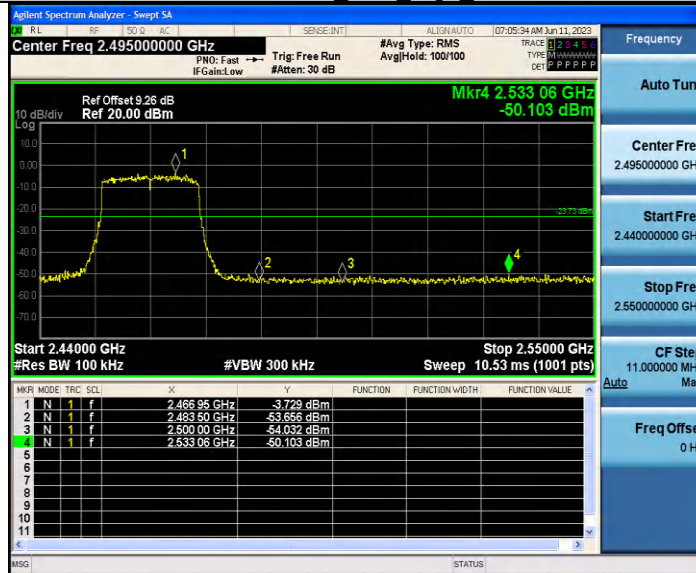 Agilent Spectrum Analyzer - Swept SA
RL RF 50 Ω AC SENSE:INT ALIGN AUTO 07:05:34 AM Jun 11, 2023
Center Freq 2.495000000 GHz #Avg Type: RMS TRACE 1 2 3 4 5 6
PNO: Fast Trig: Free Run Avg|Hold: 100/100 TYPE
IFGain:Low #Atten: 30 dB DET P P P P P P
Mkr4 2.533 06 GHz
Ref Offset 9.26 dB
10 dB/div Ref 20.00 dBm -50.103 dBm
Log
10.0
0.00
-10.0
-20.0
-23.73 dBm
-30.0
-40.0
-50.0
-60.0
-70.0
1
2
3
4
Start 2.44000 GHz Stop 2.55000 GHz
#Res BW 100 kHz #VBW 300 kHz Sweep 10.53 ms (1001 pts)
MKR MODE TRC SCL X Y FUNCTION FUNCTION WIDTH FUNCTION VALUE
1 N 1 f 2.466 95 GHz -3.729 dBm
2 N 1 f 2.483 50 GHz -53.656 dBm
3 N 1 f 2.500 00 GHz -54.032 dBm
4 N 1 f 2.533 06 GHz -50.103 dBm
5
6
7
8
9
10
11
MSG STATUS
Frequency
Auto Tun
Center Fre
2.495000000 GH
Start Fre
2.440000000 GH
Stop Fre
2.550000000 GH
CF Ste
11.000000 MH
Auto Ma
Freq Offse
0 H